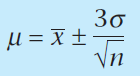 μ = x̅ ± 3σ/√n